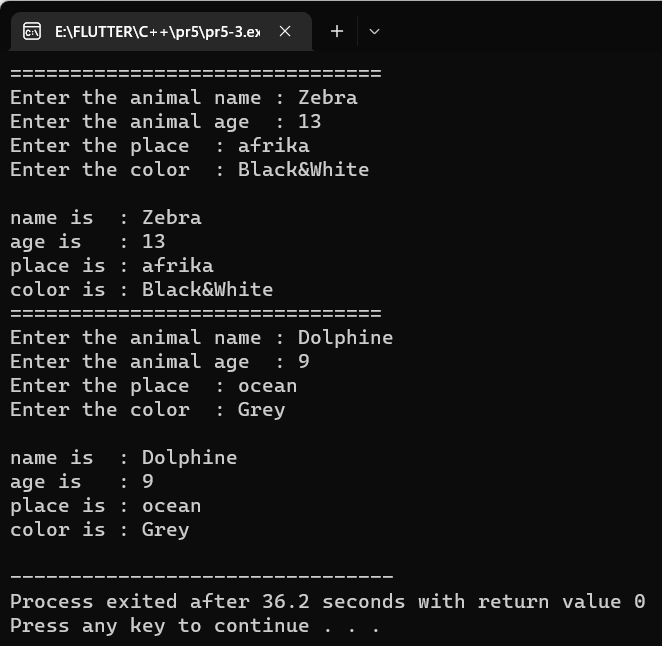 E:\FLUTTER\C++\pr5\pr5-3.ex
===============================
Enter the animal name : Zebra
Enter the animal age  : 13
Enter the place  : afrika
Enter the color  : Black&White

name is  : Zebra
age is   : 13
place is : afrika
color is : Black&White
===============================
Enter the animal name : Dolphine
Enter the animal age  : 9
Enter the place  : ocean
Enter the color  : Grey

name is  : Dolphine
age is   : 9
place is : ocean
color is : Grey

--------------------------------
Process exited after 36.2 seconds with return value 0
Press any key to continue . . .